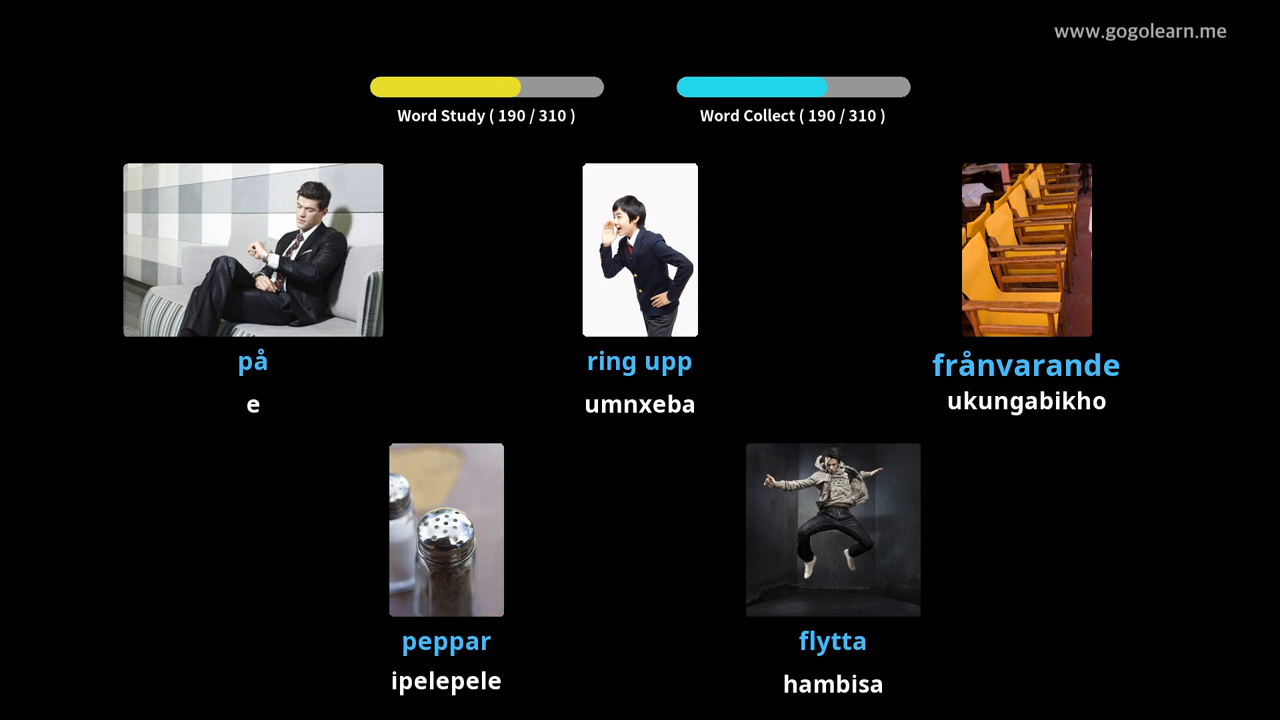 www.gogolearn.me
Word Study ( 190 / 310 )
Word Collect ( 190 / 310 )
på
ring upp
frånvarande
e
umnxeba
ukungabikho
peppar
flytta
ipelepele
hambisa